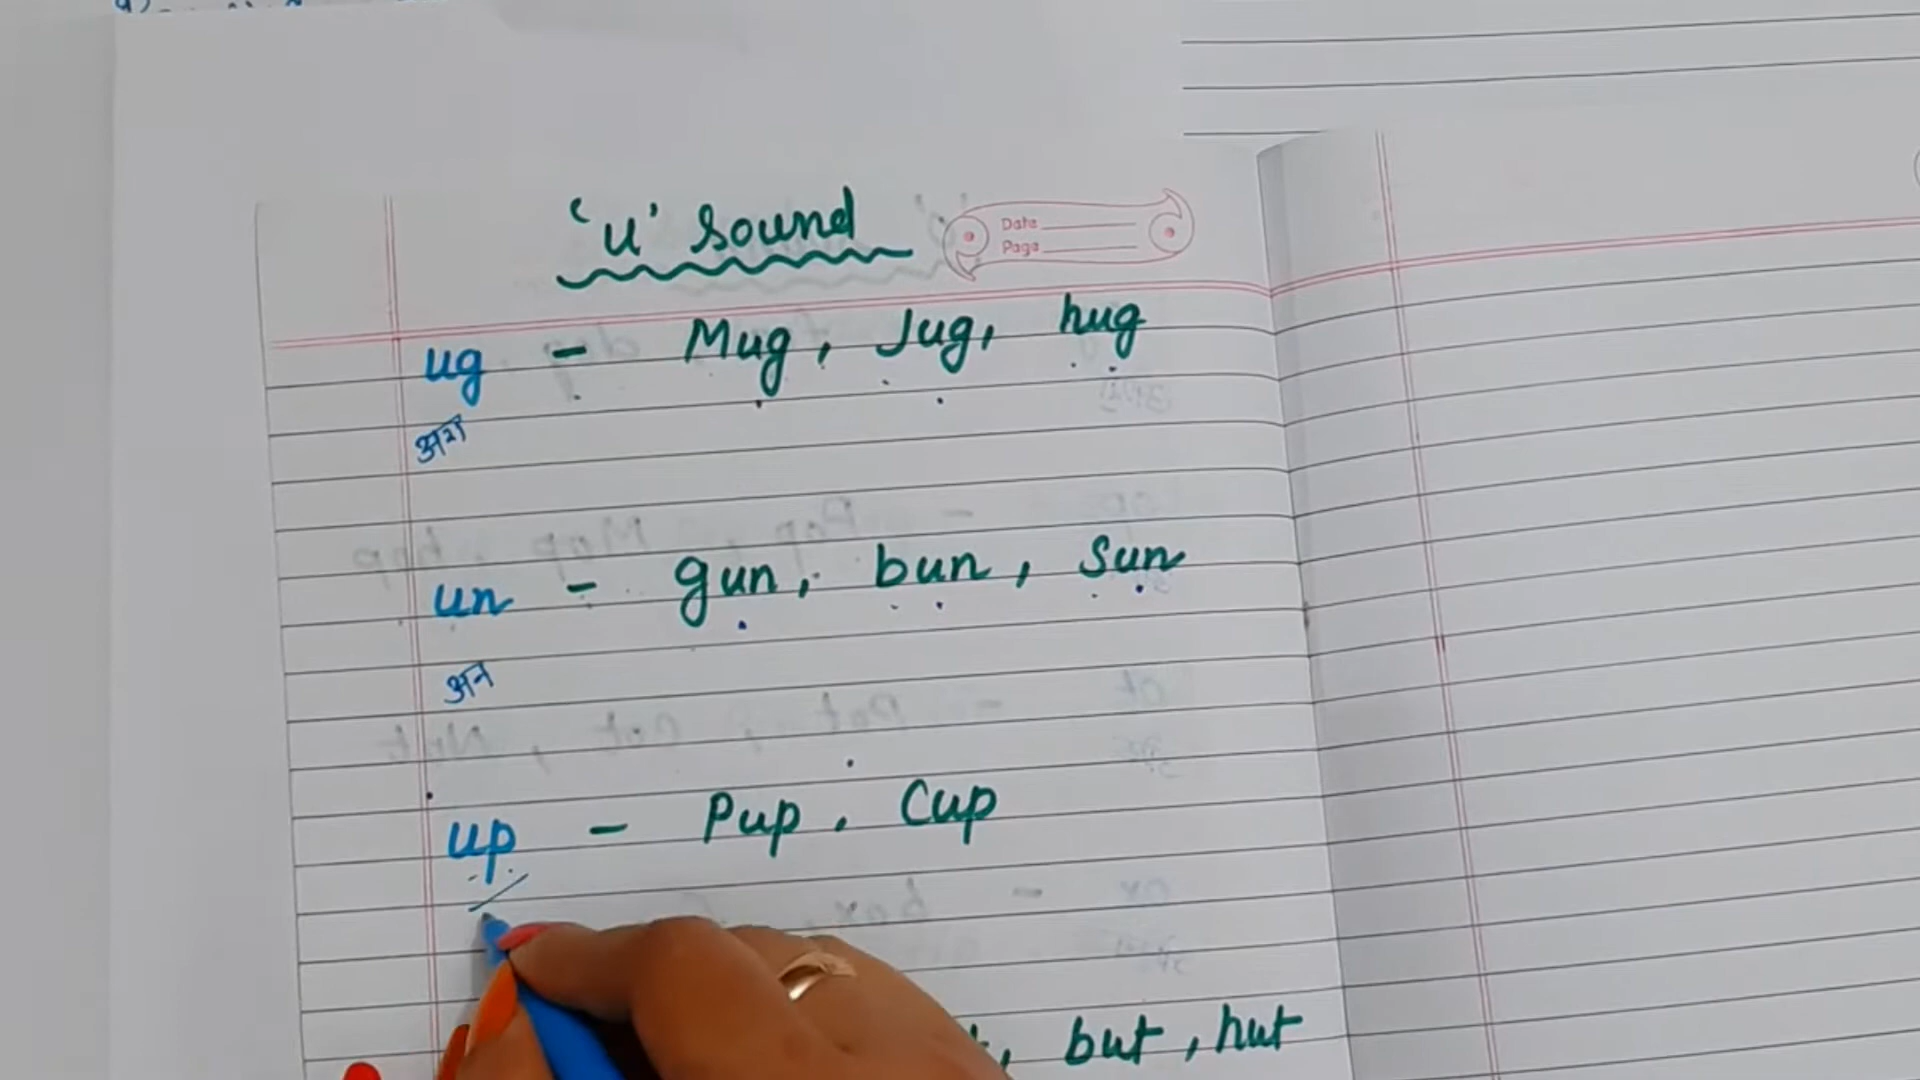 'u' sound
Date
Page
ug - Mug, Jug, hug
अग
un - gun, bun, Sun
अन
up - Pup, Cup
but, hut